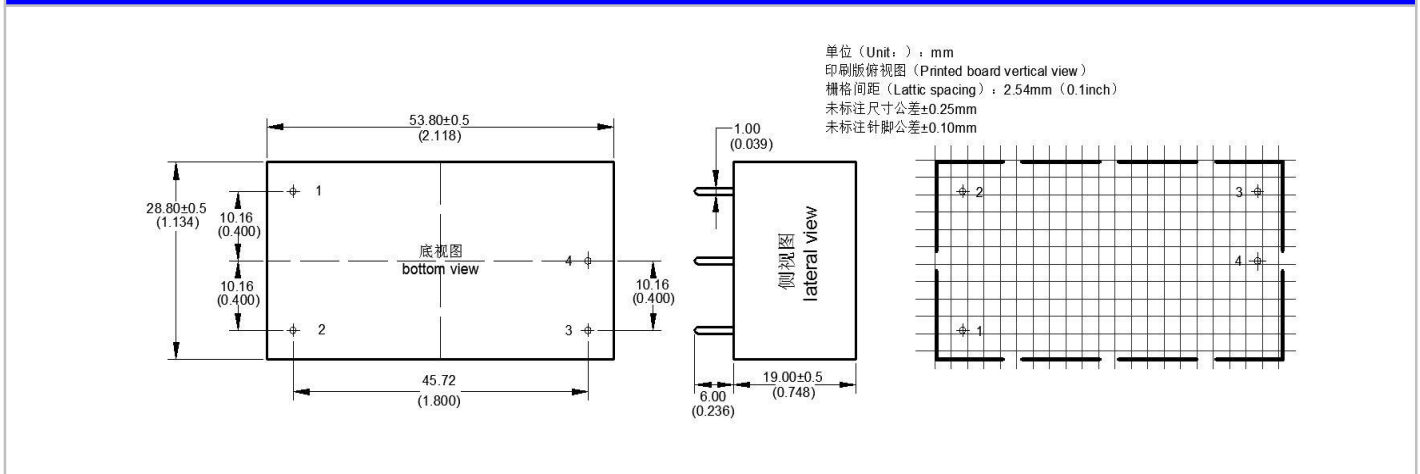 单位（Unit：）：mm
印刷版俯视图（Printed board vertical view）
栅格间距（Lattic spacing）：2.54mm（0.1inch）
未标注尺寸公差±0.25mm
未标注针脚公差±0.10mm
53.80±0.5
(2.118)
28.80±0.5
(1.134)
10.16
(0.400)
10.16
(0.400)
1
2
底视图
bottom view
4
3
10.16
(0.400)
45.72
(1.800)
1.00
(0.039)
侧视图
lateral view
6.00
(0.236)
19.00±0.5
(0.748)
2
3
4
1